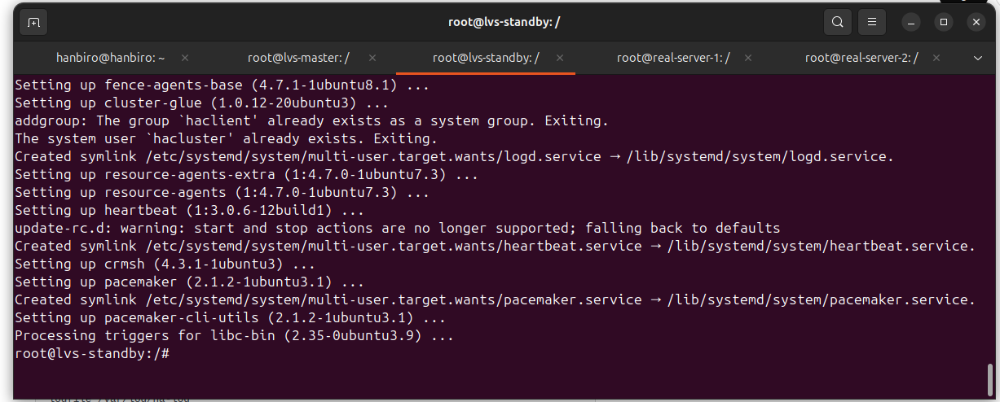 root@lvs-standby: /
hanbiro@hanbiro: ~
root@lvs-master: /
root@lvs-standby: /
root@real-server-1: /
root@real-server-2: /
Setting up fence-agents-base (4.7.1-1ubuntu8.1) ...
Setting up cluster-glue (1.0.12-20ubuntu3) ...
addgroup: The group `haclient' already exists as a system group. Exiting.
The system user `hacluster' already exists. Exiting.
Created symlink /etc/systemd/system/multi-user.target.wants/logd.service → /lib/systemd/system/logd.service.
Setting up resource-agents-extra (1:4.7.0-1ubuntu7.3) ...
Setting up resource-agents (1:4.7.0-1ubuntu7.3) ...
Setting up heartbeat (1:3.0.6-12build1) ...
update-rc.d: warning: start and stop actions are no longer supported; falling back to defaults
Created symlink /etc/systemd/system/multi-user.target.wants/heartbeat.service → /lib/systemd/system/heartbeat.service.
Setting up crmsh (4.3.1-1ubuntu3) ...
Setting up pacemaker (2.1.2-1ubuntu3.1) ...
Created symlink /etc/systemd/system/multi-user.target.wants/pacemaker.service → /lib/systemd/system/pacemaker.service.
Setting up pacemaker-cli-utils (2.1.2-1ubuntu3.1) ...
Processing triggers for libc-bin (2.35-0ubuntu3.9) ...
root@lvs-standby:/#